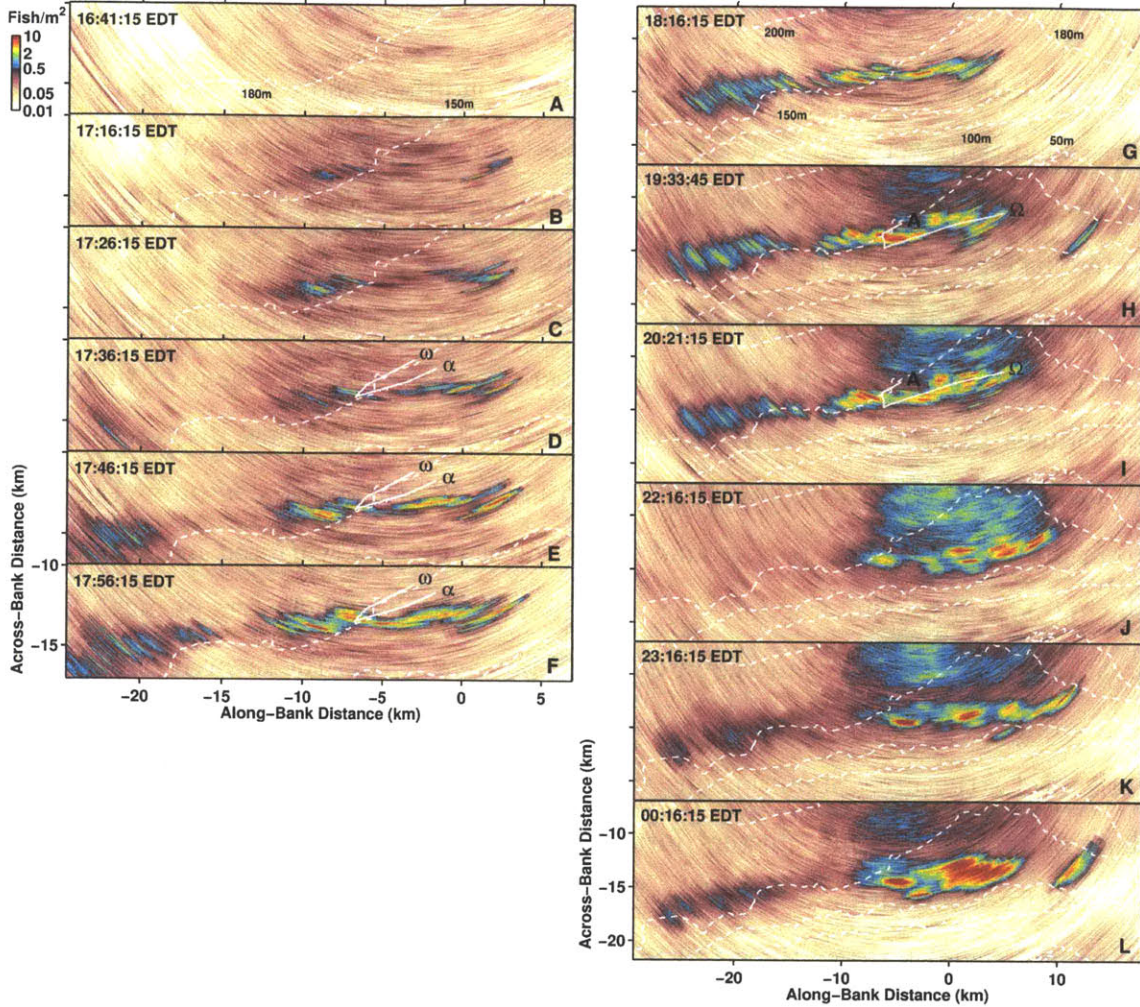 Fish/m²
10
2
0.5
0.05
0.01
16:41:15 EDT
180m
150m
A
17:16:15 EDT
B
17:26:15 EDT
C
17:36:15 EDT
ω
α
D
17:46:15 EDT
ω
α
E
17:56:15 EDT
ω
α
F
Across-Bank Distance (km)
-10
-15
-20 -15 -10 -5 0 5
Along-Bank Distance (km)
18:16:15 EDT
200m
180m
150m
100m
50m
G
19:33:45 EDT
A
Ω
H
20:21:15 EDT
A
Ω
I
22:16:15 EDT
J
23:16:15 EDT
K
00:16:15 EDT
L
Across-Bank Distance (km)
-10
-15
-20
-20 -10 0 10
Along-Bank Distance (km)